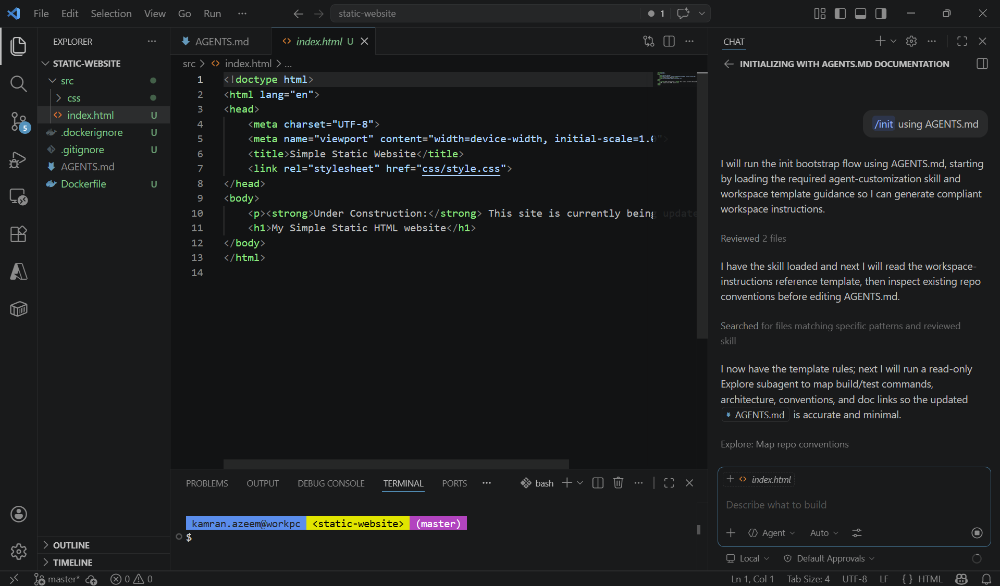 File Edit Selection View Go Run
static-website
1
EXPLORER
STATIC-WEBSITE
src
css
index.html U
.dockerignore U
.gitignore U
AGENTS.md
Dockerfile U
OUTLINE
TIMELINE
5
AGENTS.md
index.html U
src > index.html > ...
1 <!doctype html>
2 <html lang="en">
3 <head>
4 <meta charset="UTF-8">
5 <meta name="viewport" content="width=device-width, initial-scale=1.0">
6 <title>Simple Static Website</title>
7 <link rel="stylesheet" href="css/style.css">
8 </head>
9 <body>
10 <p><strong>Under Construction:</strong> This site is currently being update
11 <h1>My Simple Static HTML website</h1>
12 </body>
13 </html>
14
PROBLEMS OUTPUT DEBUG CONSOLE TERMINAL PORTS
bash
kamran.azeem@workpc <static-website> (master)
$
CHAT
INITIALIZING WITH AGENTS.MD DOCUMENTATION
/init using AGENTS.md
I will run the init bootstrap flow using AGENTS.md, starting
by loading the required agent-customization skill and
workspace template guidance so I can generate compliant
workspace instructions.
Reviewed 2 files
I have the skill loaded and next I will read the workspace-
instructions reference template, then inspect existing repo
conventions before editing AGENTS.md.
Searched for files matching specific patterns and reviewed
skill
I now have the template rules; next I will run a read-only
Explore subagent to map build/test commands,
architecture, conventions, and doc links so the updated
AGENTS.md is accurate and minimal.
Explore: Map repo conventions
index.html
Describe what to build
Agent Auto
Local Default Approvals
master* 0 0
Ln 1, Col 1 Tab Size: 4 UTF-8 LF { } HTML